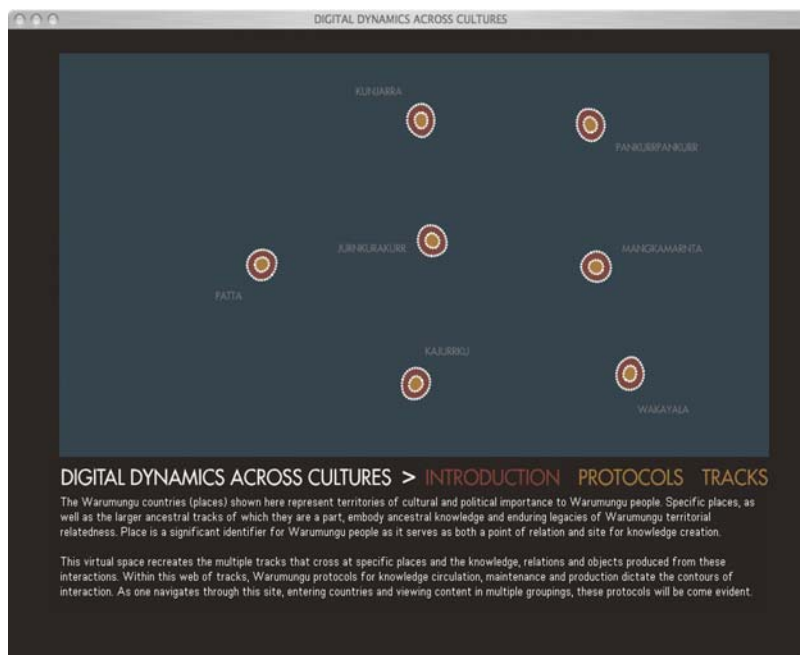 DIGITAL DYNAMICS ACROSS CULTURES
KUNJARRA
PANKURRPANKURR
JURNKURAKURR
MANGKAMARNTA
PATTA
KAJURRKU
WAKAYALA
DIGITAL DYNAMICS ACROSS CULTURES > INTRODUCTION PROTOCOLS TRACKS
The Warumungu countries (places) shown here represent territories of cultural and political importance to Warumungu people. Specific places, as
well as the larger ancestral tracks of which they are a part, embody ancestral knowledge and enduring legacies of Warumungu territorial
relatedness. Place is a significant identifier for Warumungu people as it serves as both a point of relation and site for knowledge creation.
This virtual space recreates the multiple tracks that cross at specific places and the knowledge, relations and objects produced from these
interactions. Within this web of tracks, Warumungu protocols for knowledge circulation, maintenance and production dictate the contours of
interaction. As one navigates through this site, entering countries and viewing content in multiple groupings, these protocols will be come evident.